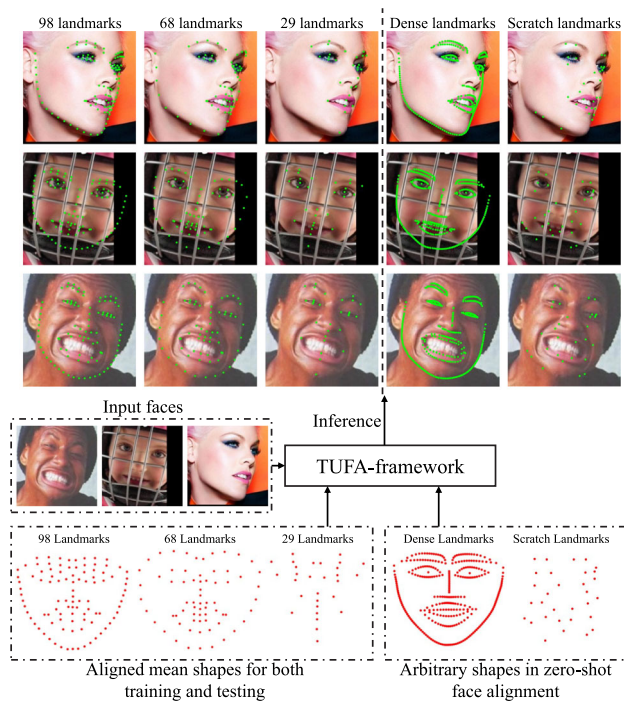 98 landmarks 68 landmarks 29 landmarks Dense landmarks Scratch landmarks
Input faces
Inference
TUFA-framework
98 Landmarks 68 Landmarks 29 Landmarks Dense Landmarks Scratch Landmarks
Aligned mean shapes for both
training and testing
Arbitrary shapes in zero-shot
face alignment